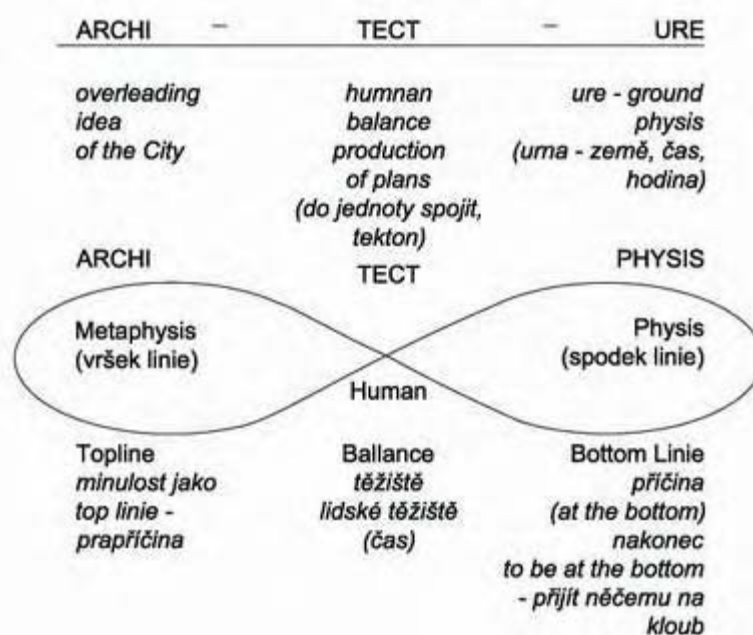 ARCHI – TECT – URE
overleading
idea
of the City
humnan
balance
production
of plans
(do jednoty spojit,
tekton)
ure - ground
physis
(urna - země, čas,
hodina)
ARCHI
TECT
PHYSIS
Metaphysis
(vršek linie)
Human
Physis
(spodek linie)
Topline
minulost jako
top linie -
prapříčina
Ballance
těžiště
lidské těžiště
(čas)
Bottom Linie
příčina
(at the bottom)
nakonec
to be at the bottom
- přijít něčemu na
kloub